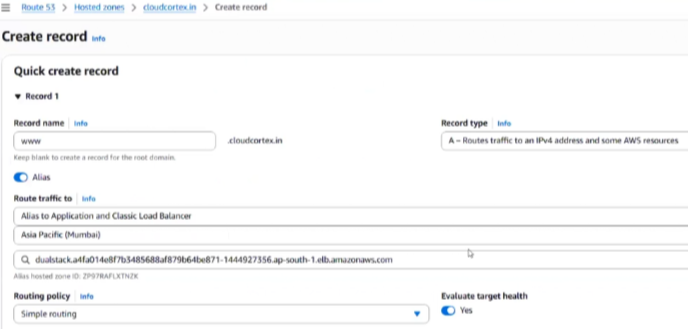 Route 53 > Hosted zones > cloudcortex.in > Create record
Create record Info
Quick create record
▼ Record 1
Record name | Info
www
.cloudcortex.in
Keep blank to create a record for the root domain.
Record type | Info
A – Routes traffic to an IPv4 address and some AWS resources
Alias
Route traffic to | Info
Alias to Application and Classic Load Balancer
Asia Pacific (Mumbai)
dualstack.a4fa014e8f7b3485688af879b64be871-1444927356.ap-south-1.elb.amazonaws.com
Alias hosted zone ID: ZP97RAFLXTNZK
Routing policy | Info
Simple routing
Evaluate target health
Yes